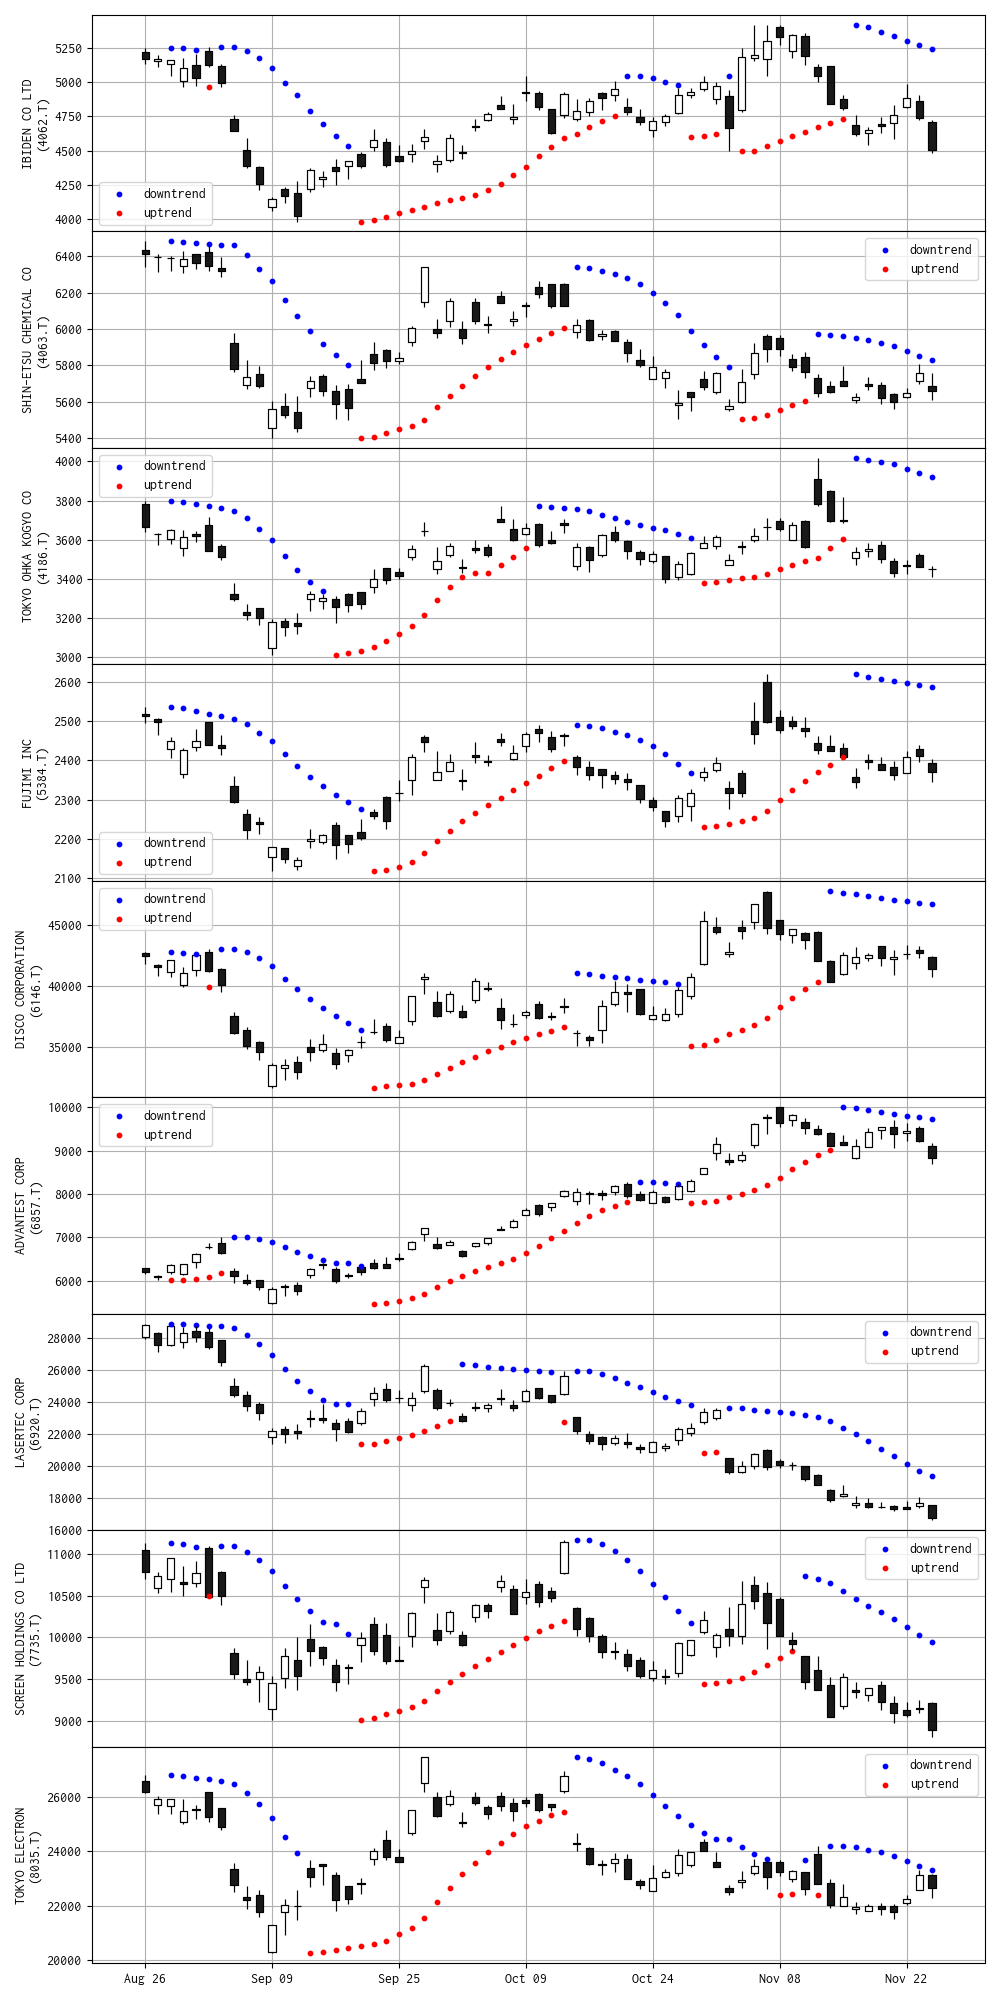 IBIDEN CO LTD
(4062.T)
5250
5000
4750
4500
4250
4000
downtrend
uptrend
SHIN-ETSU CHEMICAL CO
(4063.T)
6400
6200
6000
5800
5600
5400
downtrend
uptrend
TOKYO OHKA KOGYO CO
(4186.T)
4000
3800
3600
3400
3200
3000
downtrend
uptrend
FUJIMI INC
(5384.T)
2600
2500
2400
2300
2200
2100
downtrend
uptrend
DISCO CORPORATION
(6146.T)
45000
40000
35000
downtrend
uptrend
ADVANTEST CORP
(6857.T)
10000
9000
8000
7000
6000
downtrend
uptrend
LASERTEC CORP
(6920.T)
28000
26000
24000
22000
20000
18000
16000
downtrend
uptrend
SCREEN HOLDINGS CO LTD
(7735.T)
11000
10500
10000
9500
9000
downtrend
uptrend
TOKYO ELECTRON
(8035.T)
26000
24000
22000
20000
downtrend
uptrend
Aug 26
Sep 09
Sep 25
Oct 09
Oct 24
Nov 08
Nov 22